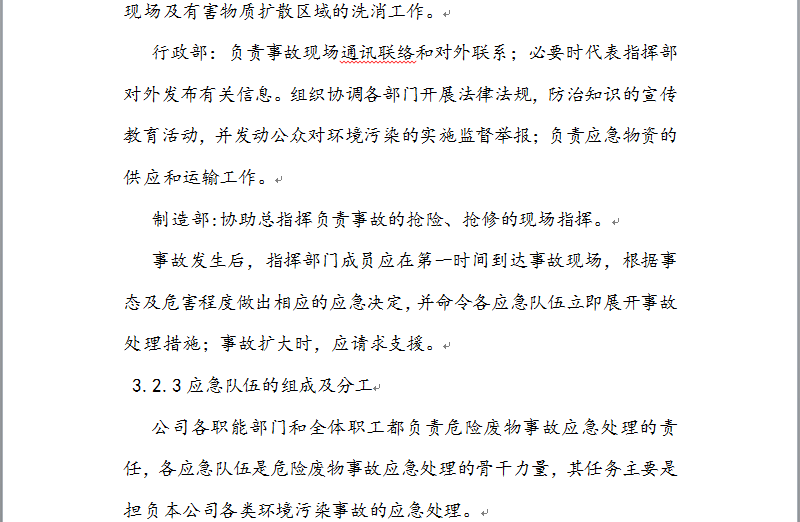 现场及有害物质扩散区域的洗消工作。
行政部：负责事故现场通讯联络和对外联系；必要时代表指挥部
对外发布有关信息。组织协调各部门开展法律法规，防治知识的宣传
教育活动，并发动公众对环境污染的实施监督举报；负责应急物资的
供应和运输工作。
制造部:协助总指挥负责事故的抢险、抢修的现场指挥。
事故发生后，指挥部门成员应在第一时间到达事故现场，根据事
态及危害程度做出相应的应急决定，并命令各应急队伍立即展开事故
处理措施；事故扩大时，应请求支援。
3.2.3应急队伍的组成及分工
公司各职能部门和全体职工都负责危险废物事故应急处理的责
任，各应急队伍是危险废物事故应急处理的骨干力量，其任务主要是
担负本公司各类环境污染事故的应急处理。